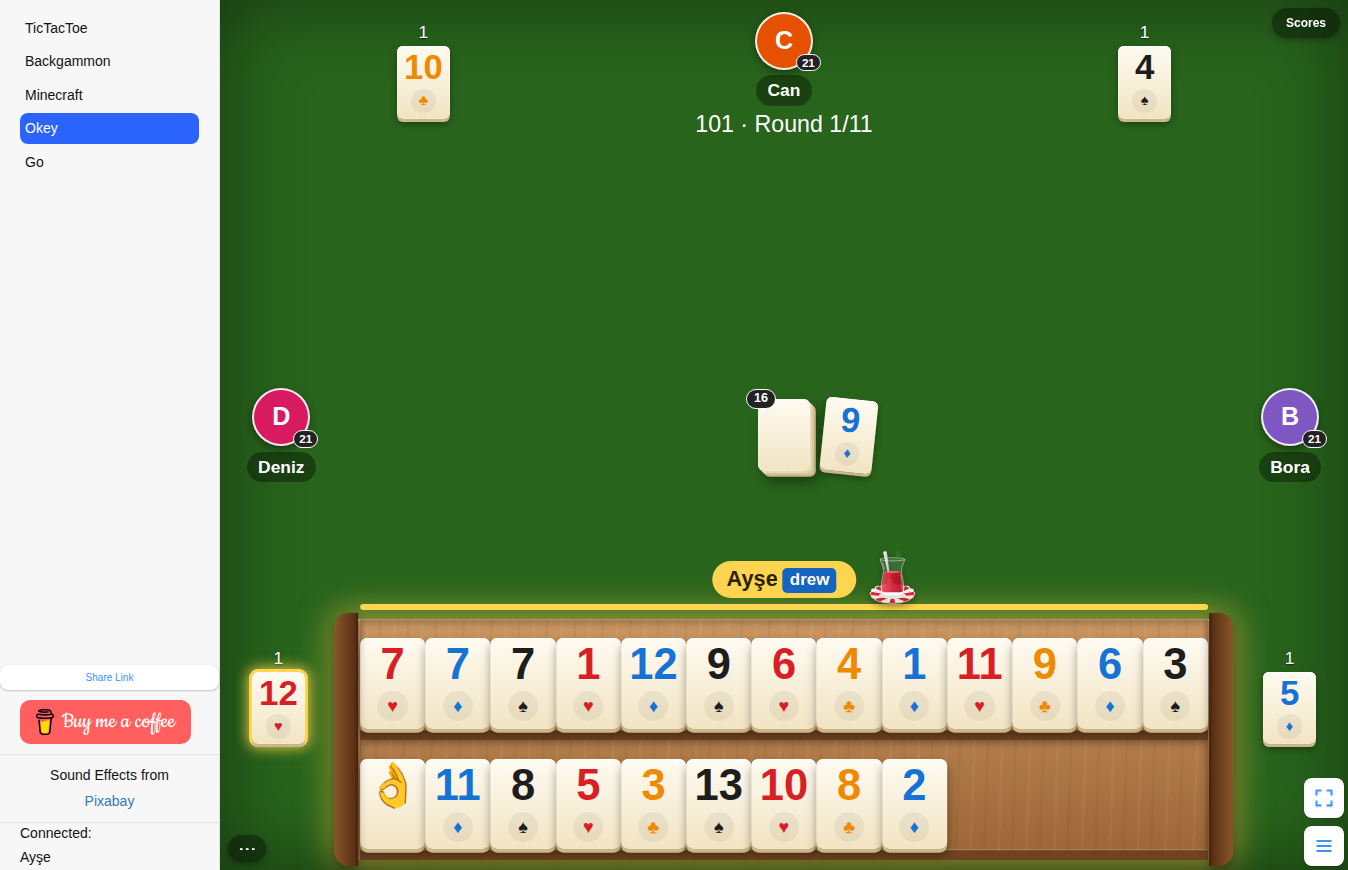 TicTacToe
Backgammon
Minecraft
Okey
Go
Share Link
Buy me a coffee
Sound Effects from
Pixabay
Connected:
Ayşe
Scores
1
10
C
21
Can
1
4
101 · Round 1/11
D
21
Deniz
16
9
B
21
Bora
Ayşe drew
1
12
1
5
7 7 7 1 12 9 6 4 1 11 9 6 3
11 8 5 3 13 10 8 2
...